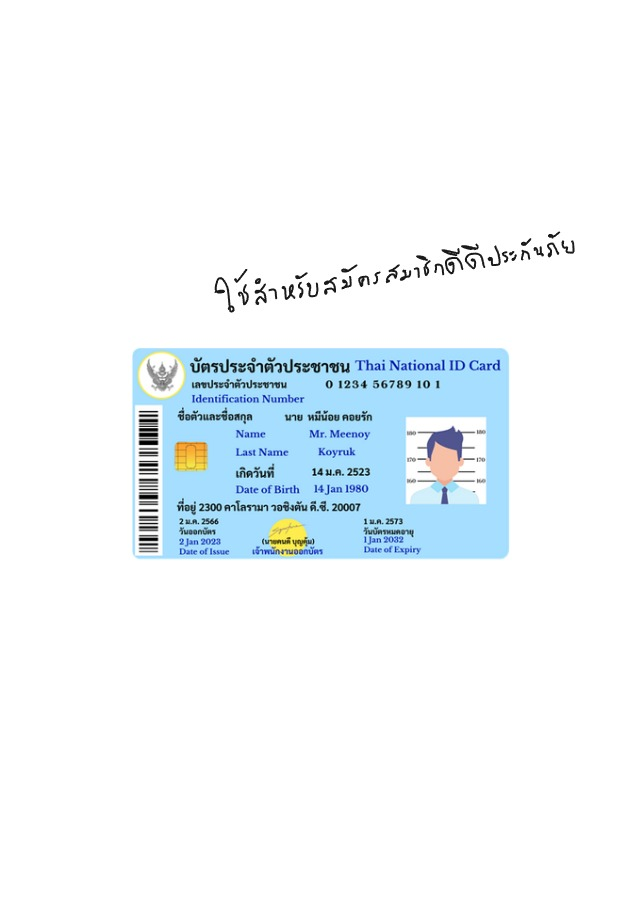 ใช้สำหรับสมัครสมาชิกดีดีประกันภัย
บัตรประจำตัวประชาชน Thai National ID Card
เลขประจำตัวประชาชน 0 1234 56789 10 1
Identification Number
ชื่อตัวและชื่อสกุล นาย หมีน้อย คอยรัก
Name Mr. Meenoy
Last Name Koyruk
เกิดวันที่ 14 ม.ค. 2523
Date of Birth 14 Jan 1980
ที่อยู่ 2300 คาโลรามา วอชิงตัน ดี.ซี. 20007
2 ม.ค. 2566
วันออกบัตร
2 Jan 2023
Date of Issue
(นายคนดี บุญคุ้ม)
เจ้าพนักงานออกบัตร
1 ม.ค. 2573
วันบัตรหมดอายุ
1 Jan 2032
Date of Expiry
180 180
170 170
160 160